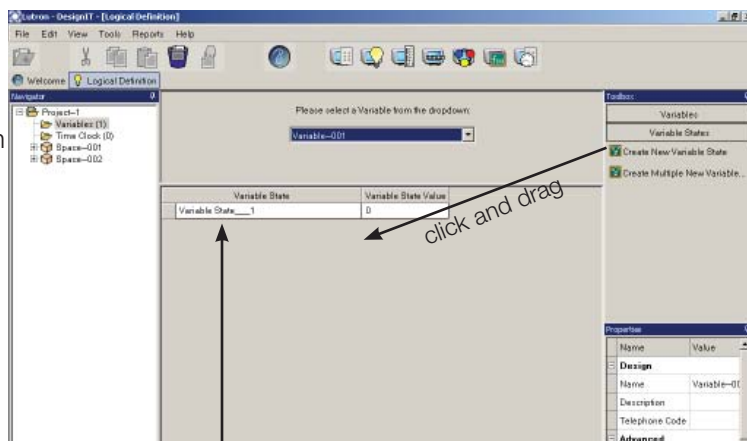 Lutron - DesignIT - [Logical Definition]
File Edit View Tools Reports Help
Welcome Logical Definition
Navigator
Project--1
Variables (1)
Time Clock (0)
Space--001
Space--002
Please select a Variable from the dropdown:
Variable--001
Variable State Variable State Value
Variable State___1 0
click and drag
Toolbox
Variables
Variable States
Create New Variable State
Create Multiple New Variable...
Properties
Name Value
Design
Name Variable--00
Description
Telephone Code
Advanced